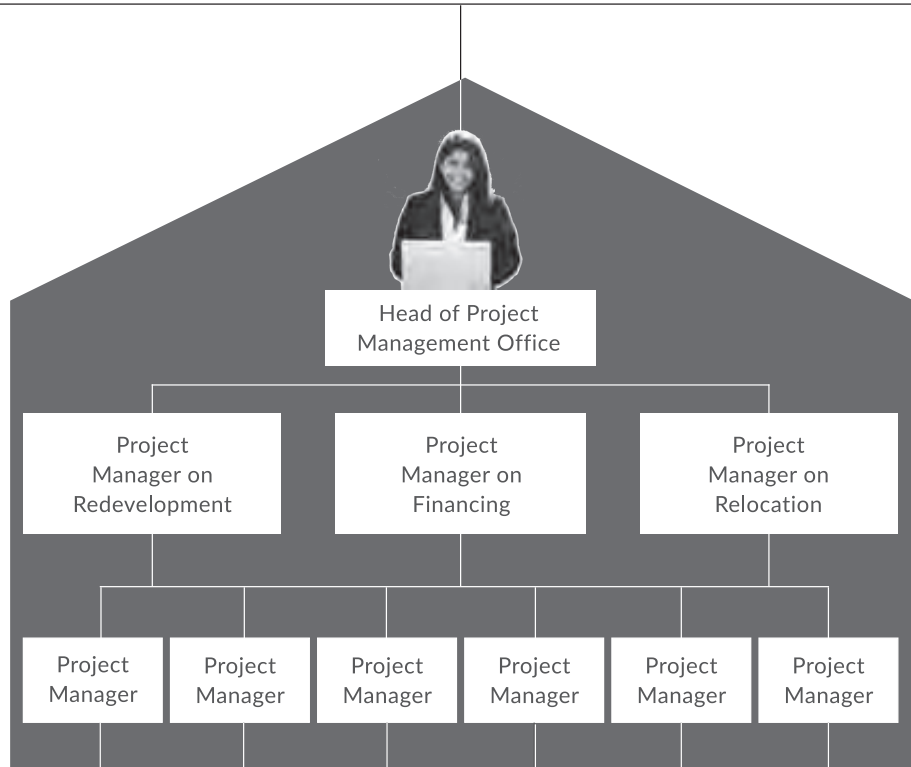 Head of Project
Management Office
Project
Manager on
Redevelopment
Project
Manager on
Financing
Project
Manager on
Relocation
Project
Manager
Project
Manager
Project
Manager
Project
Manager
Project
Manager
Project
Manager